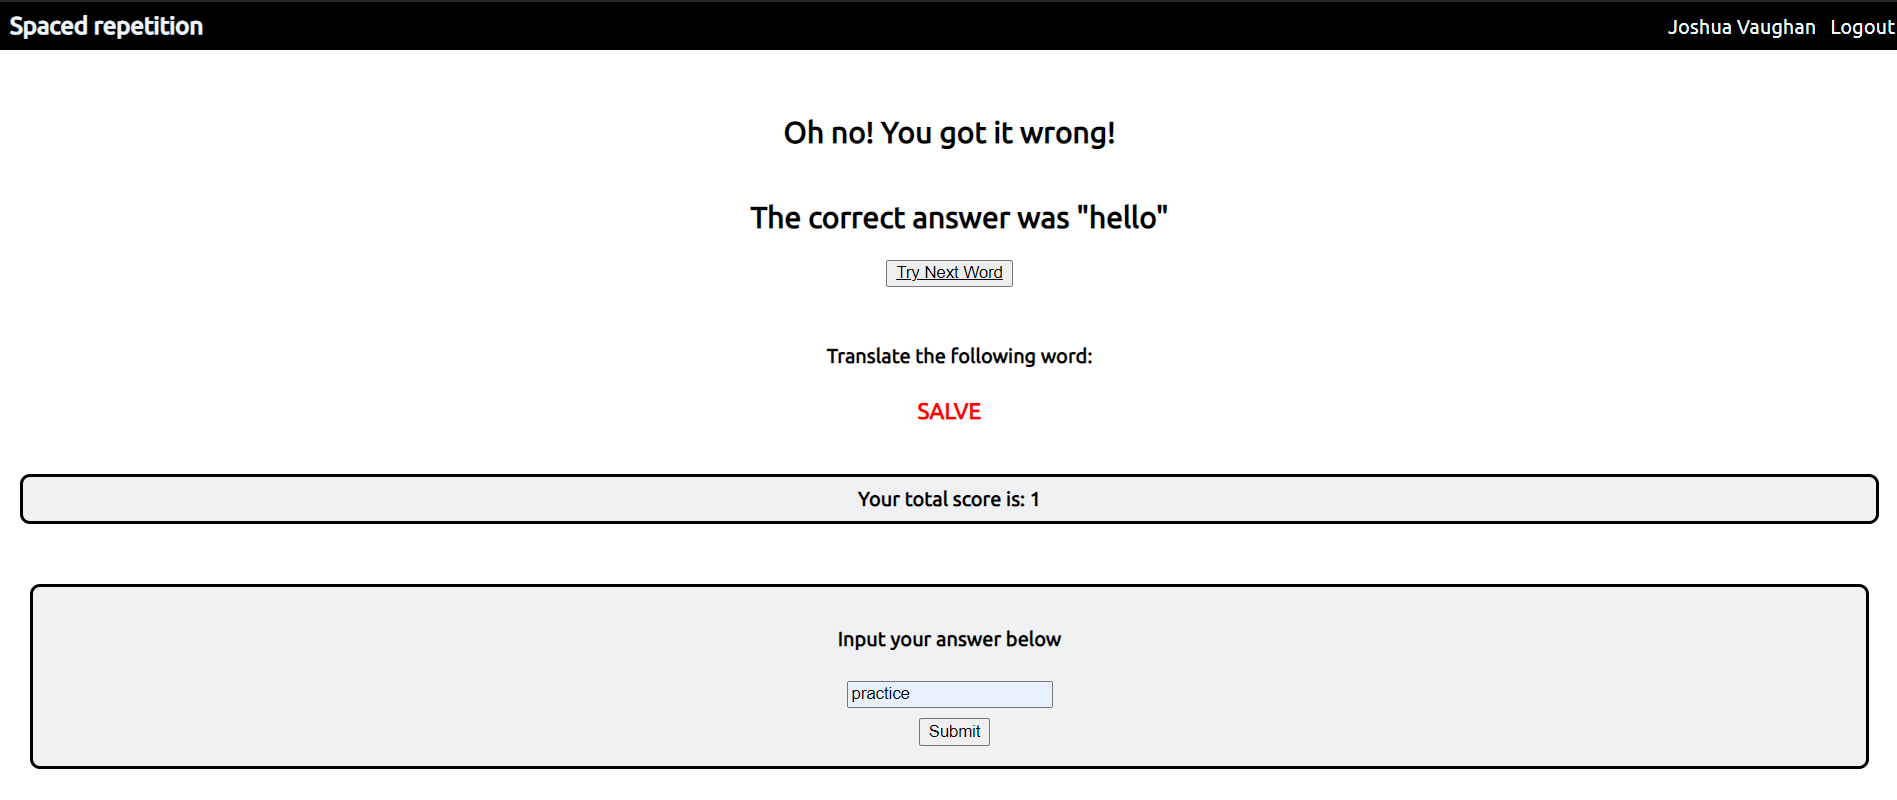 Spaced repetition
Joshua Vaughan Logout
Oh no! You got it wrong!
The correct answer was "hello"
Try Next Word
Translate the following word:
SALVE
Your total score is: 1
Input your answer below
practice
Submit